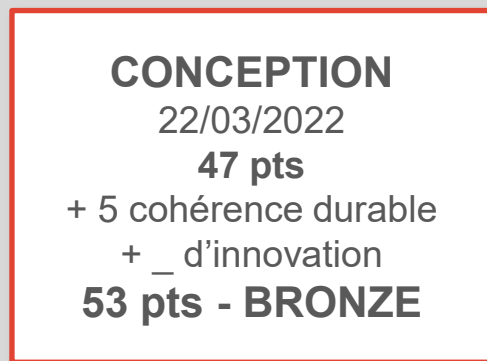 CONCEPTION
22/03/2022
47 pts
+ 5 cohérence durable
+ _ d’innovation
53 pts - BRONZE